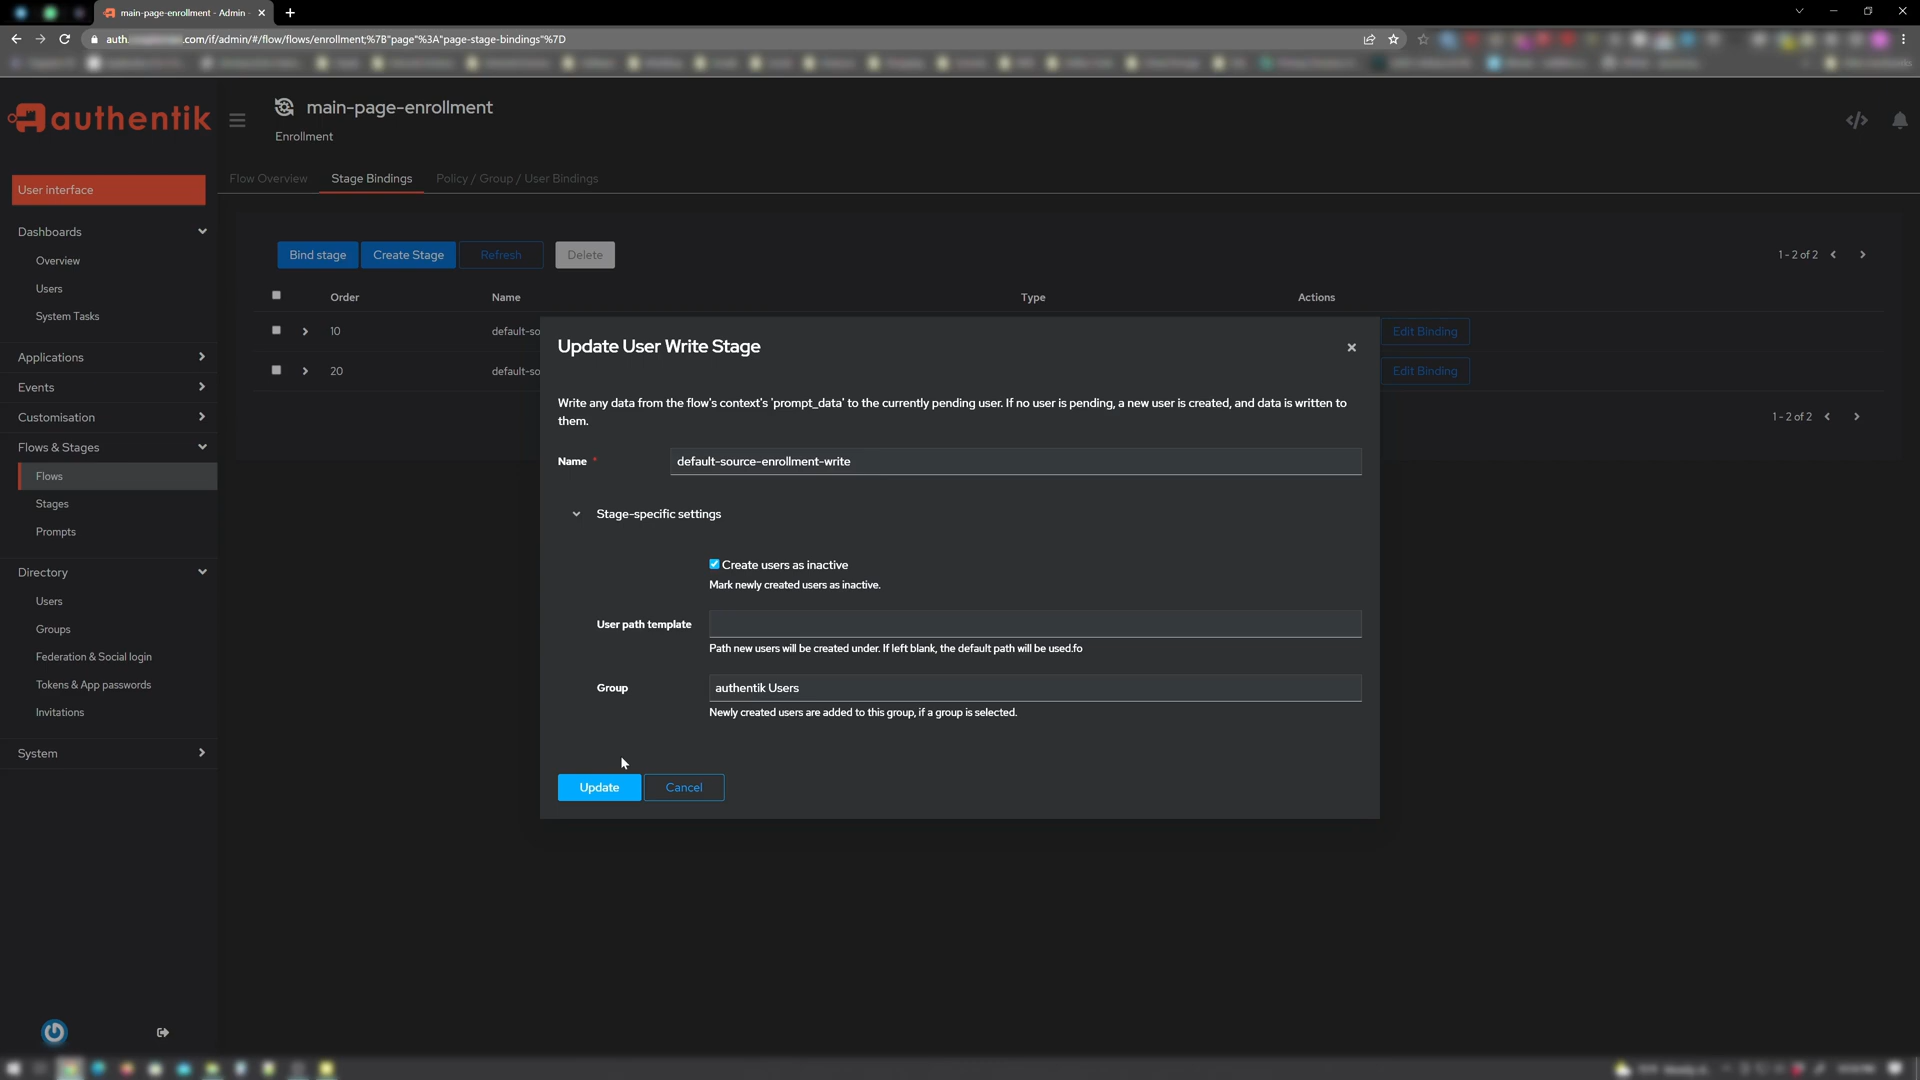 main-page-enrollment - Admin -
auth. .com/if/admin/#/flow/flows/enrollment;%7B"page"%3A"page-stage-bindings"%7D
authentik
main-page-enrollment
Enrollment
User interface
Flow Overview
Stage Bindings
Policy / Group / User Bindings
Dashboards
Overview
Users
System Tasks
Applications
Events
Customisation
Flows & Stages
Flows
Stages
Prompts
Directory
Users
Groups
Federation & Social login
Tokens & App passwords
Invitations
System
Bind stage
Create Stage
Refresh
Delete
1 - 2 of 2
Order
Name
Type
Actions
10
default-so
Edit Binding
20
default-so
Edit Binding
1 - 2 of 2
Update User Write Stage
Write any data from the flow's context's 'prompt_data' to the currently pending user. If no user is pending, a new user is created, and data is written to
them.
Name *
default-source-enrollment-write
Stage-specific settings
Create users as inactive
Mark newly created users as inactive.
User path template
Path new users will be created under. If left blank, the default path will be used.fo
Group
authentik Users
Newly created users are added to this group, if a group is selected.
Update
Cancel